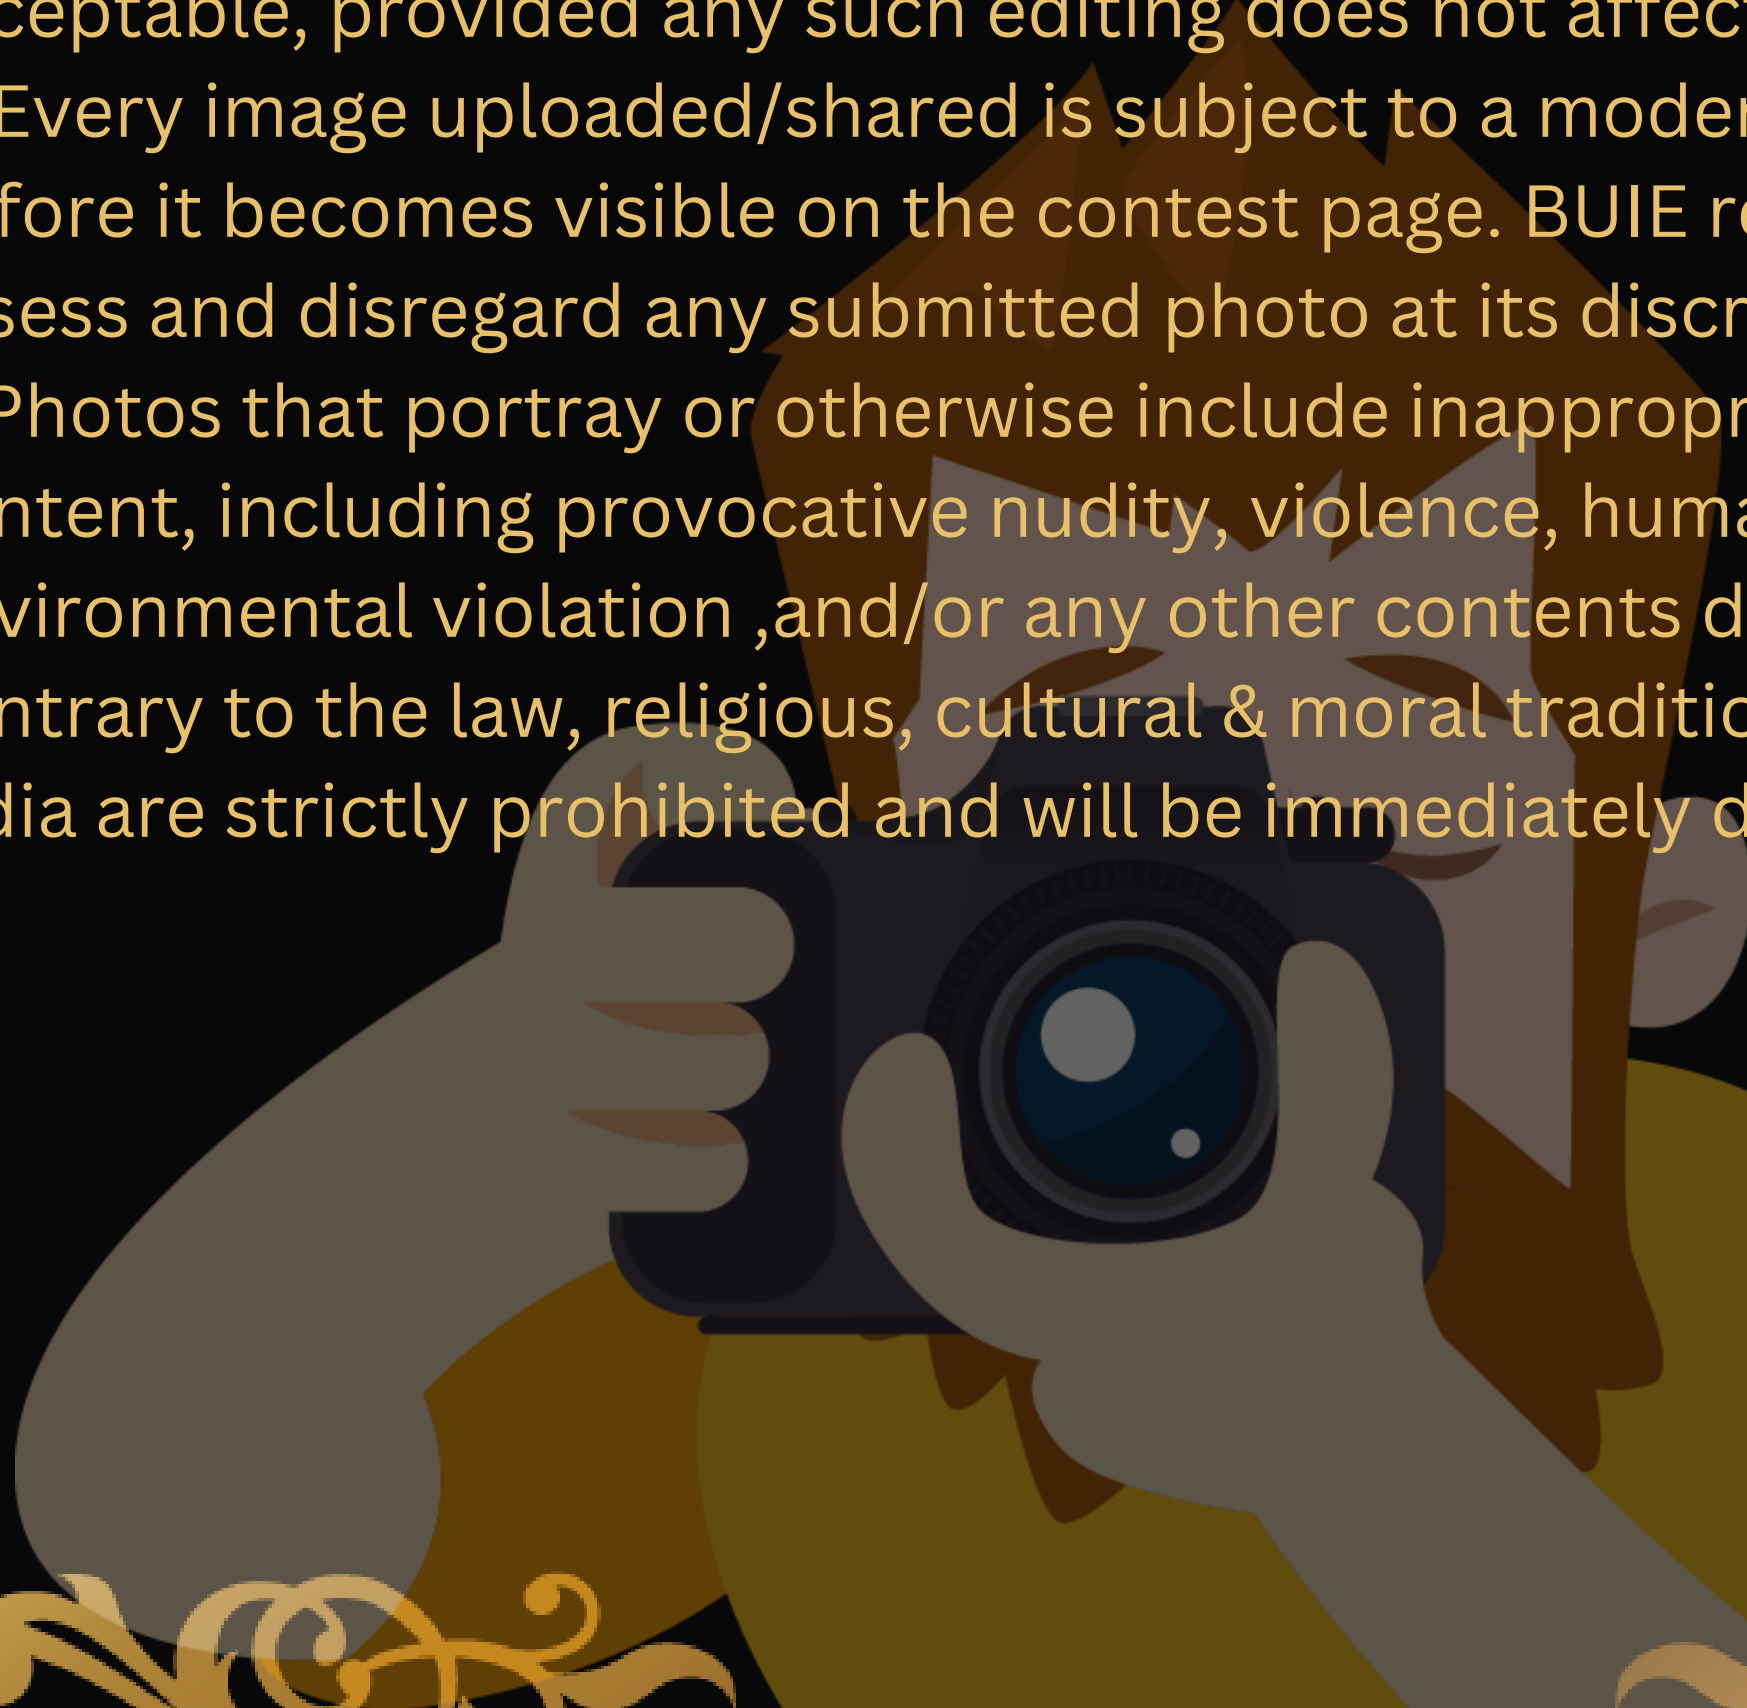 ceptable, provided any such editing does not affect
Every image uploaded/shared is subject to a moder
fore it becomes visible on the contest page. BUIE re
sess and disregard any submitted photo at its discr
Photos that portray or otherwise include inappropr
ntent, including provocative nudity, violence, huma
vironmental violation ,and/or any other contents d
ntrary to the law, religious, cultural & moral traditio
dia are strictly prohibited and will be immediately d